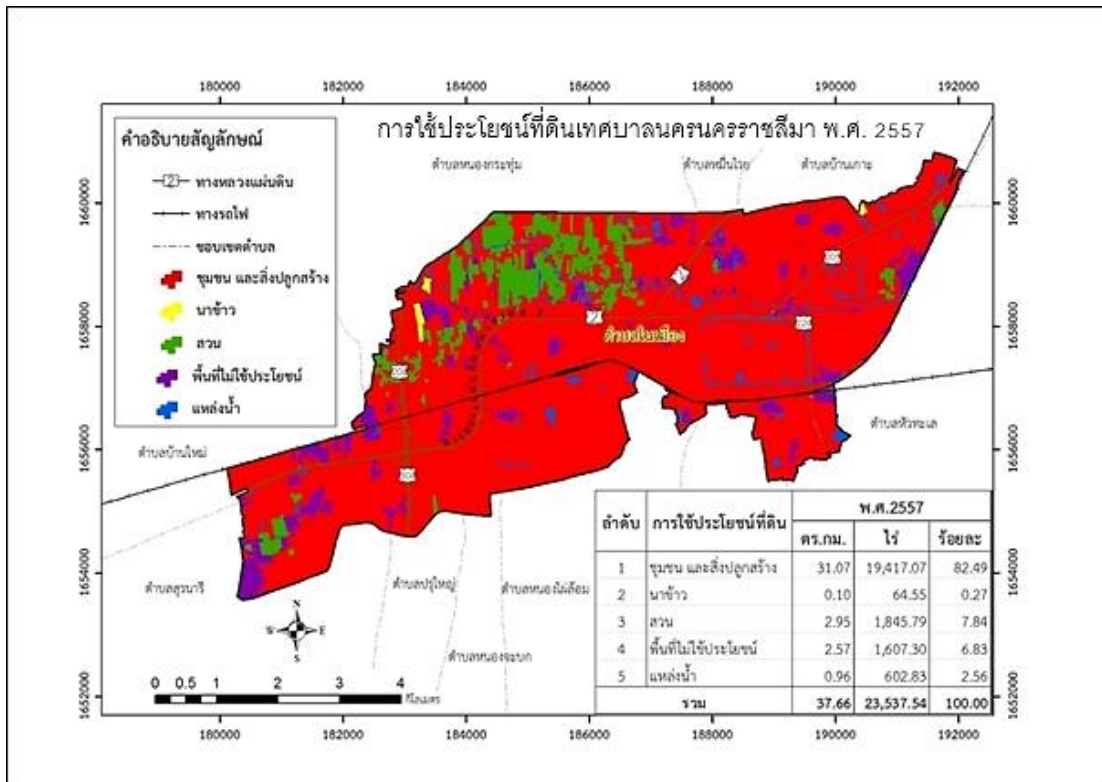 180000 182000 184000 186000 188000 190000 192000
การใช้ประโยชน์ที่ดินเทศบาลนครนครราชสีมา พ.ศ. 2557
คำอธิบายสัญลักษณ์
2 ทางหลวงแผ่นดิน
ทางรถไฟ
ขอบเขตตำบล
ชุมชน และสิ่งปลูกสร้าง
นาข้าว
สวน
พื้นที่ไม่ใช้ประโยชน์
แหล่งน้ำ
ตำบลหนองกระทุ่ม
ตำบลหมื่นไวย
ตำบลบ้านเกาะ
1660000 1660000
1658000 1658000
2
ตำบลในเมือง
1656000 1656000
ตำบลบ้านใหม่
ตำบลหัวทะเล
1654000 1654000
ตำบลสุรนารี
ตำบลปรุใหญ่
ตำบลหนองไผ่ล้อม
ตำบลหนองจะบก
N
W E
S
0 0.5 1 2 3 4
กิโลเมตร
1652000 1652000
ลำดับ การใช้ประโยชน์ที่ดิน พ.ศ.2557
ตร.กม. ไร่ ร้อยละ
1 ชุมชน และสิ่งปลูกสร้าง 31.07 19,417.07 82.49
2 นาข้าว 0.10 64.55 0.27
3 สวน 2.95 1,845.79 7.84
4 พื้นที่ไม่ใช้ประโยชน์ 2.57 1,607.30 6.83
5 แหล่งน้ำ 0.96 602.83 2.56
รวม 37.66 23,537.54 100.00
180000 182000 184000 186000 188000 190000 192000